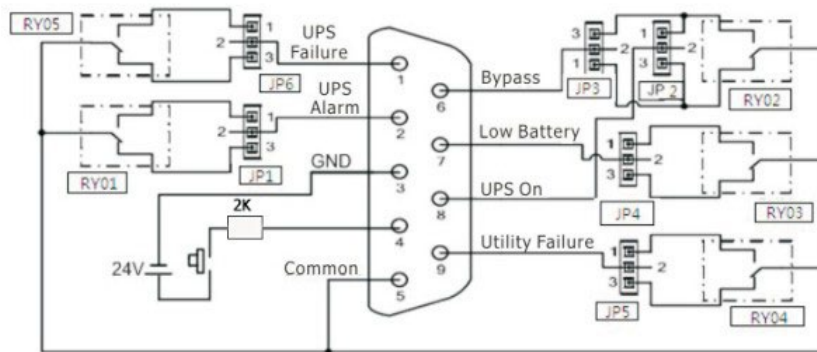 RY05
1
2
3
UPS
Failure
JP6
1
UPS
Alarm
1
2
3
JP1
RY01
2
GND
3
2K
4
24V
Common
5
Bypass
6
3
2
1
JP3
1
2
3
JP 2
RY02
Low Battery
7
1
2
3
JP4
RY03
UPS On
8
Utility Failure
9
1
2
3
JP5
RY04